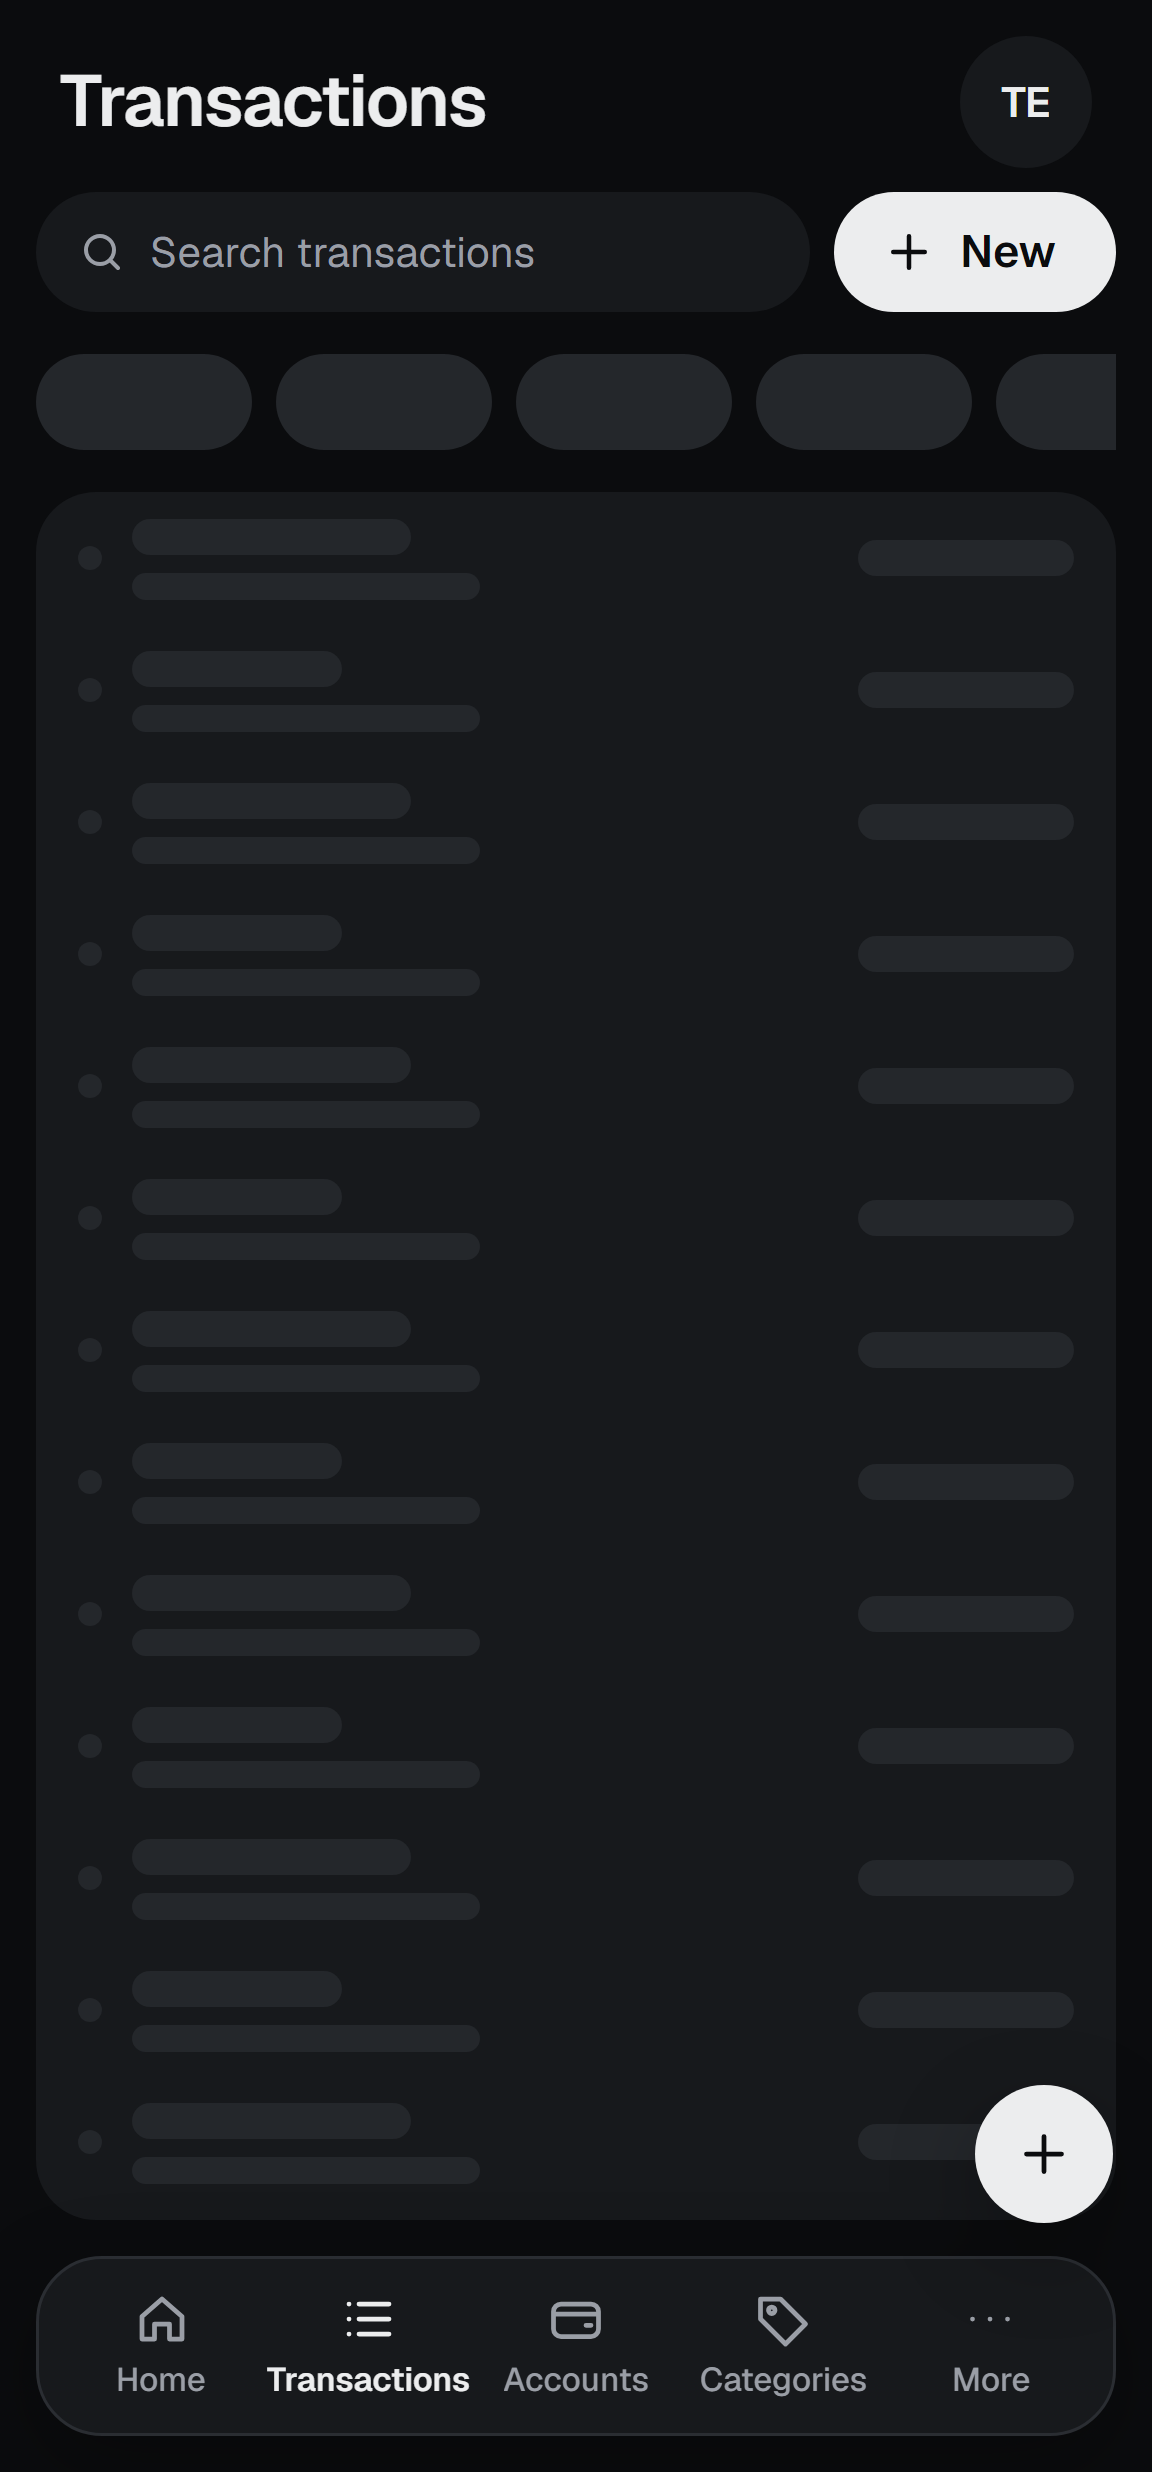 Transactions
TE
Search transactions
New
Home
Transactions
Accounts
Categories
More